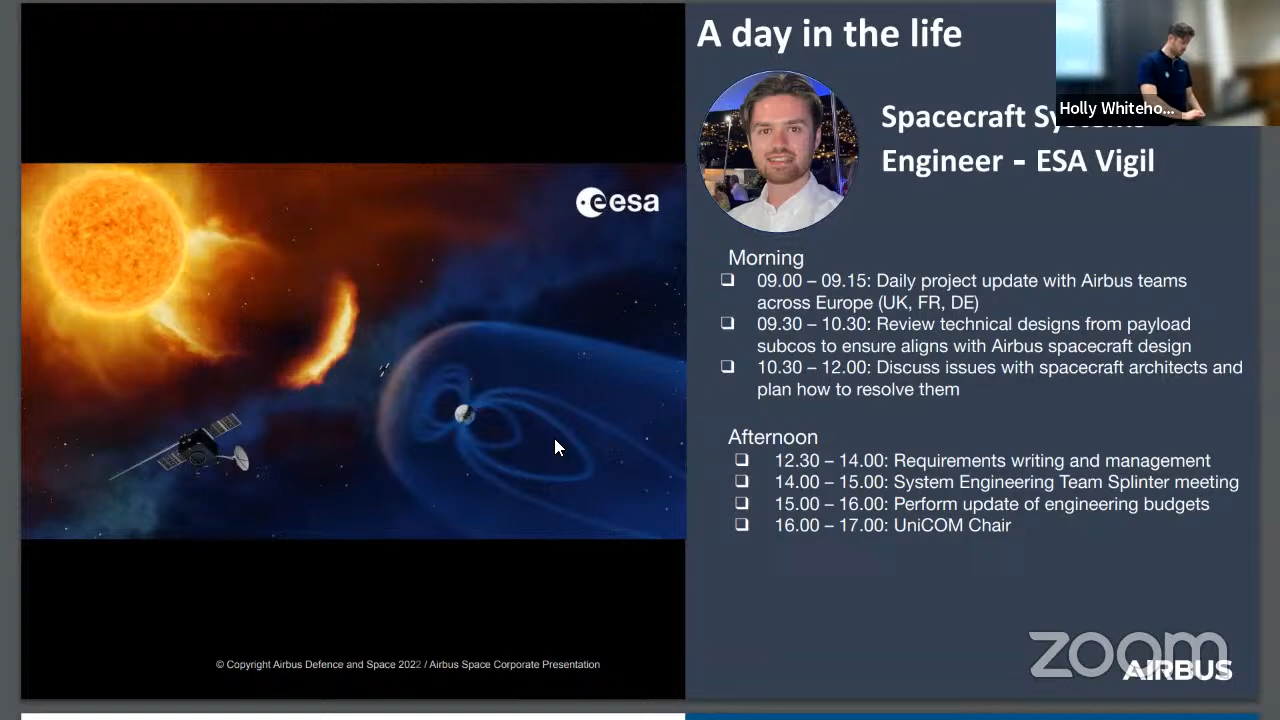 A day in the life
Holly Whiteho...
Spacecraft Systems
Engineer - ESA Vigil
esa
Morning
❑ 09.00 – 09.15: Daily project update with Airbus teams
across Europe (UK, FR, DE)
❑ 09.30 – 10.30: Review technical designs from payload
subcos to ensure aligns with Airbus spacecraft design
❑ 10.30 – 12.00: Discuss issues with spacecraft architects and
plan how to resolve them
Afternoon
❑ 12.30 – 14.00: Requirements writing and management
❑ 14.00 – 15.00: System Engineering Team Splinter meeting
❑ 15.00 – 16.00: Perform update of engineering budgets
❑ 16.00 – 17.00: UniCOM Chair
© Copyright Airbus Defence and Space 2022 / Airbus Space Corporate Presentation
zoom
AIRBUS